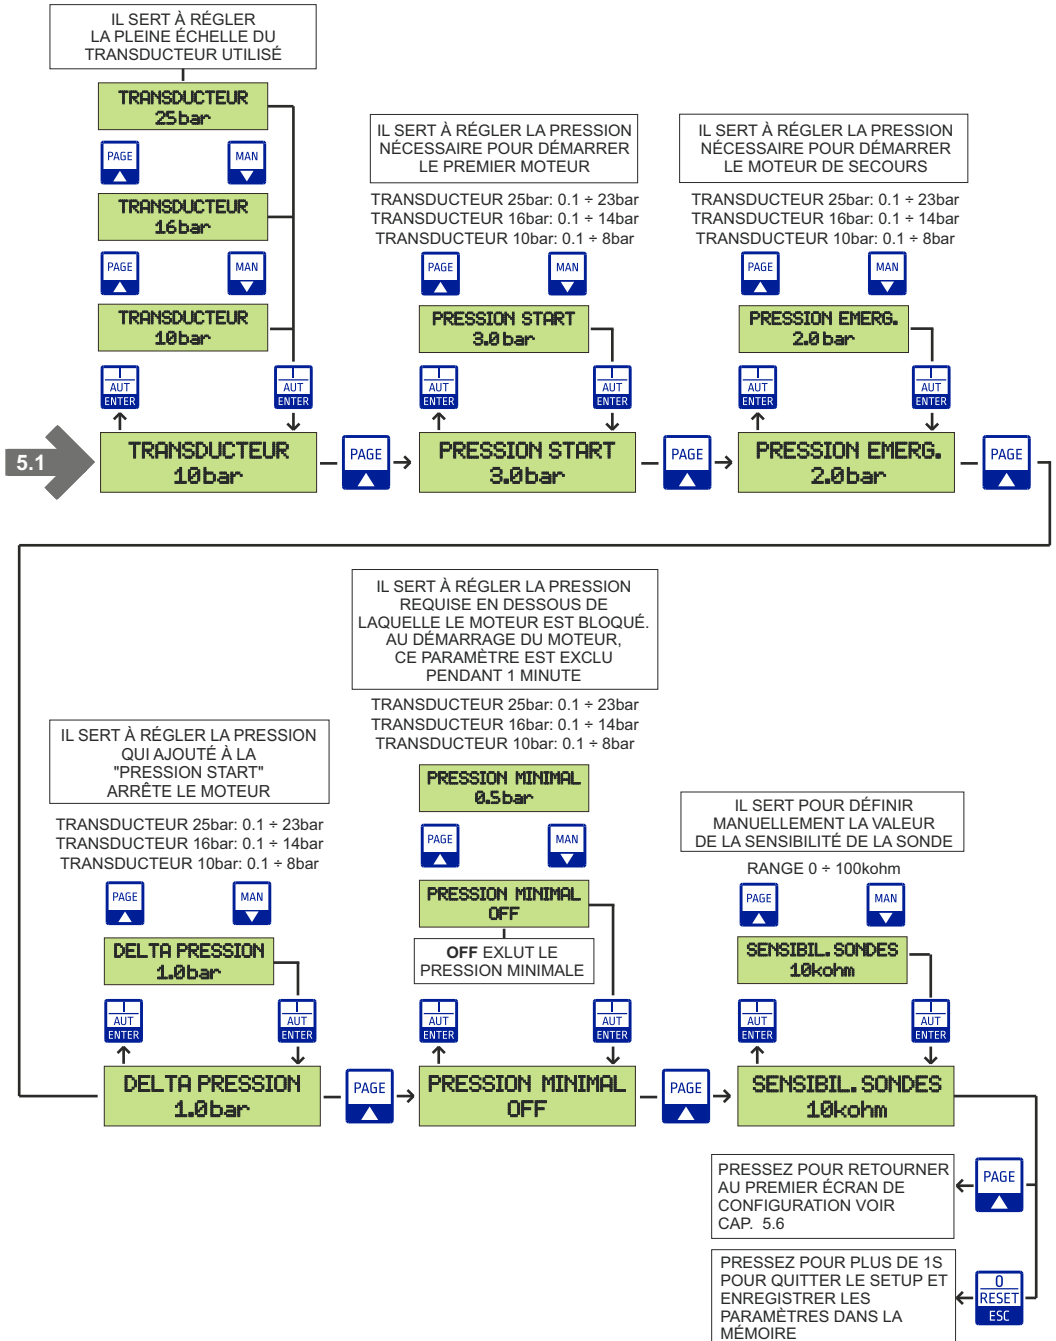 IL SERT À RÉGLER
LA PLEINE ÉCHELLE DU
TRANSDUCTEUR UTILISÉ
TRANSDUCTEUR
25bar
PAGE
MAN
TRANSDUCTEUR
16bar
PAGE
MAN
TRANSDUCTEUR
10bar
I
AUT
ENTER
I
AUT
ENTER
IL SERT À RÉGLER LA PRESSION
NÉCESSAIRE POUR DÉMARRER
LE PREMIER MOTEUR
TRANSDUCTEUR 25bar: 0.1 ÷ 23bar
TRANSDUCTEUR 16bar: 0.1 ÷ 14bar
TRANSDUCTEUR 10bar: 0.1 ÷ 8bar
PAGE
MAN
PRESSION START
3.0bar
I
AUT
ENTER
I
AUT
ENTER
IL SERT À RÉGLER LA PRESSION
NÉCESSAIRE POUR DÉMARRER
LE MOTEUR DE SECOURS
TRANSDUCTEUR 25bar: 0.1 ÷ 23bar
TRANSDUCTEUR 16bar: 0.1 ÷ 14bar
TRANSDUCTEUR 10bar: 0.1 ÷ 8bar
PAGE
MAN
PRESSION EMERG.
2.0bar
I
AUT
ENTER
I
AUT
ENTER
5.1
TRANSDUCTEUR
10bar
PAGE
PRESSION START
3.0bar
PAGE
PRESSION EMERG.
2.0bar
PAGE
IL SERT À RÉGLER LA PRESSION
QUI AJOUTÉ À LA
"PRESSION START"
ARRÊTE LE MOTEUR
TRANSDUCTEUR 25bar: 0.1 ÷ 23bar
TRANSDUCTEUR 16bar: 0.1 ÷ 14bar
TRANSDUCTEUR 10bar: 0.1 ÷ 8bar
PAGE
MAN
DELTA PRESSION
1.0bar
I
AUT
ENTER
I
AUT
ENTER
IL SERT À RÉGLER LA PRESSION
REQUISE EN DESSOUS DE
LAQUELLE LE MOTEUR EST BLOQUÉ.
AU DÉMARRAGE DU MOTEUR,
CE PARAMÈTRE EST EXCLU
PENDANT 1 MINUTE
TRANSDUCTEUR 25bar: 0.1 ÷ 23bar
TRANSDUCTEUR 16bar: 0.1 ÷ 14bar
TRANSDUCTEUR 10bar: 0.1 ÷ 8bar
PRESSION MINIMAL
0.5bar
PAGE
MAN
PRESSION MINIMAL
OFF
OFF EXLUT LE
PRESSION MINIMALE
I
AUT
ENTER
I
AUT
ENTER
IL SERT POUR DÉFINIR
MANUELLEMENT LA VALEUR
DE LA SENSIBILITÉ DE LA SONDE
RANGE 0 ÷ 100kohm
PAGE
MAN
SENSIBIL.SONDES
10kohm
I
AUT
ENTER
I
AUT
ENTER
DELTA PRESSION
1.0bar
PAGE
PRESSION MINIMAL
OFF
PAGE
SENSIBIL.SONDES
10kohm
PRESSEZ POUR RETOURNER
AU PREMIER ÉCRAN DE
CONFIGURATION VOIR
CAP. 5.6
PAGE
PRESSEZ POUR PLUS DE 1S
POUR QUITTER LE SETUP ET
ENREGISTRER LES
PARAMÈTRES DANS LA
MÉMOIRE
0
RESET
ESC